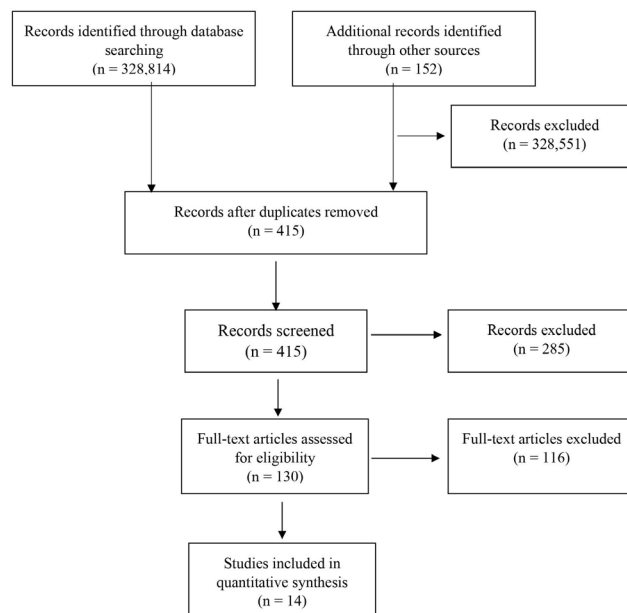 Records identified through database
searching
(n = 328,814)
Additional records identified
through other sources
(n = 152)
Records excluded
(n = 328,551)
Records after duplicates removed
(n = 415)
Records screened
(n = 415)
Records excluded
(n = 285)
Full-text articles assessed
for eligibility
(n = 130)
Full-text articles excluded
(n = 116)
Studies included in
quantitative synthesis
(n = 14)